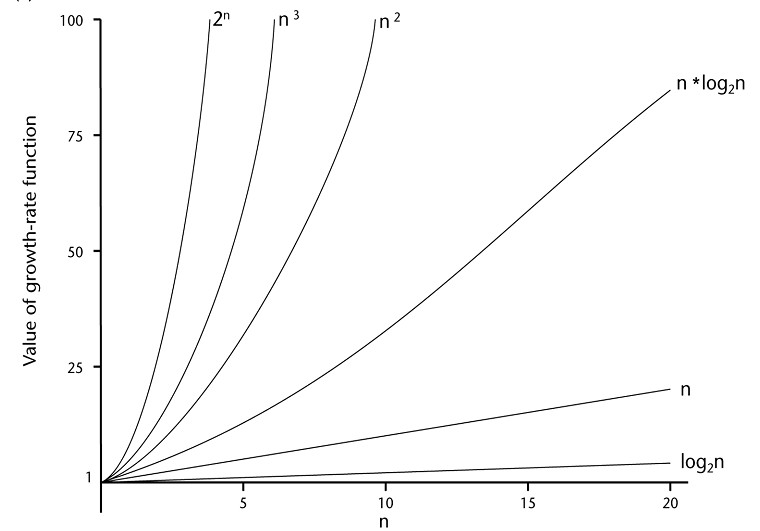 100
2ⁿ
n³
n²
n *log₂n
75
50
25
n
log₂n
1
5
10
15
20
n
Value of growth-rate function